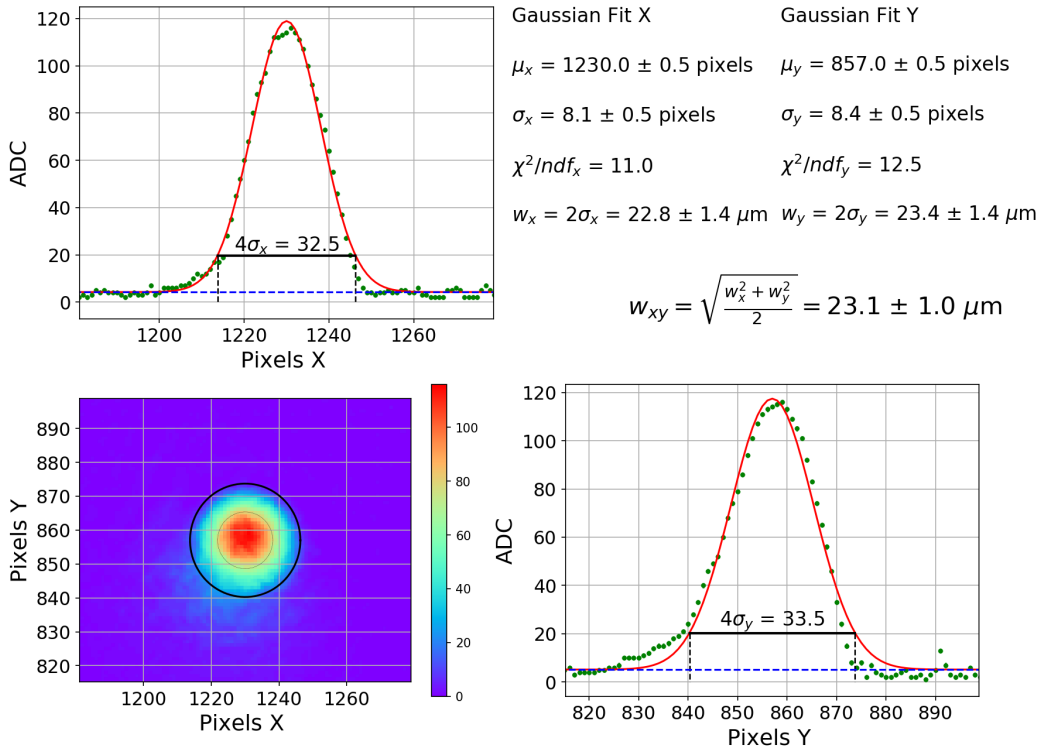 Gaussian Fit X
Gaussian Fit Y
μx = 1230.0 ± 0.5 pixels
μy = 857.0 ± 0.5 pixels
σx = 8.1 ± 0.5 pixels
σy = 8.4 ± 0.5 pixels
χ²/ndfx = 11.0
χ²/ndfy = 12.5
wx = 2σx = 22.8 ± 1.4 μm
wy = 2σy = 23.4 ± 1.4 μm
wxy = √((wx² + wy²)/2) = 23.1 ± 1.0 μm
120
100
80
60
40
20
0
ADC
4σx = 32.5
1200 1220 1240 1260
Pixels X
890
880
870
860
850
840
830
820
Pixels Y
1200 1220 1240 1260
Pixels X
100
80
60
40
20
0
120
100
80
60
40
20
0
ADC
4σy = 33.5
820 830 840 850 860 870 880 890
Pixels Y